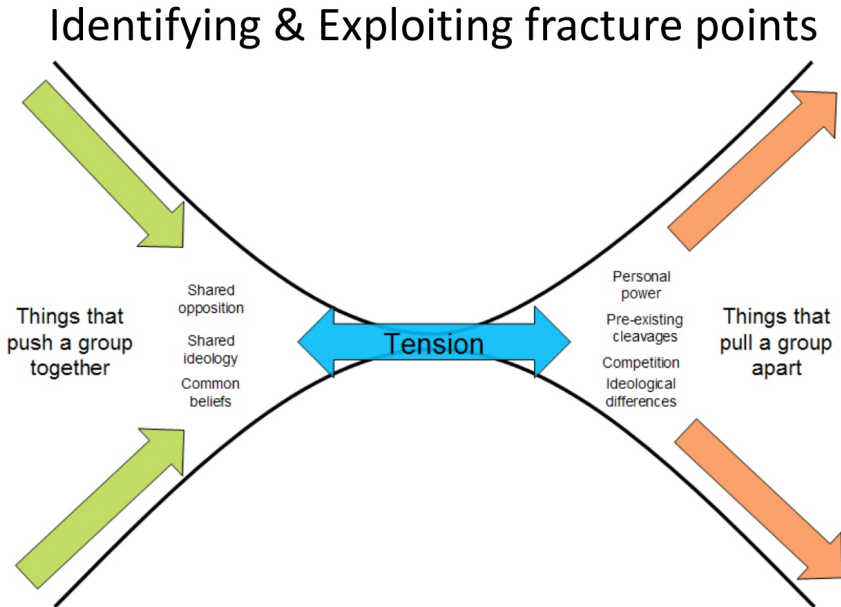 Identifying & Exploiting fracture points
Things that
push a group
together
Shared
opposition
Shared
ideology
Common
beliefs
Tension
Personal
power
Pre-existing
cleavages
Competition
Ideological
differences
Things that
pull a group
apart